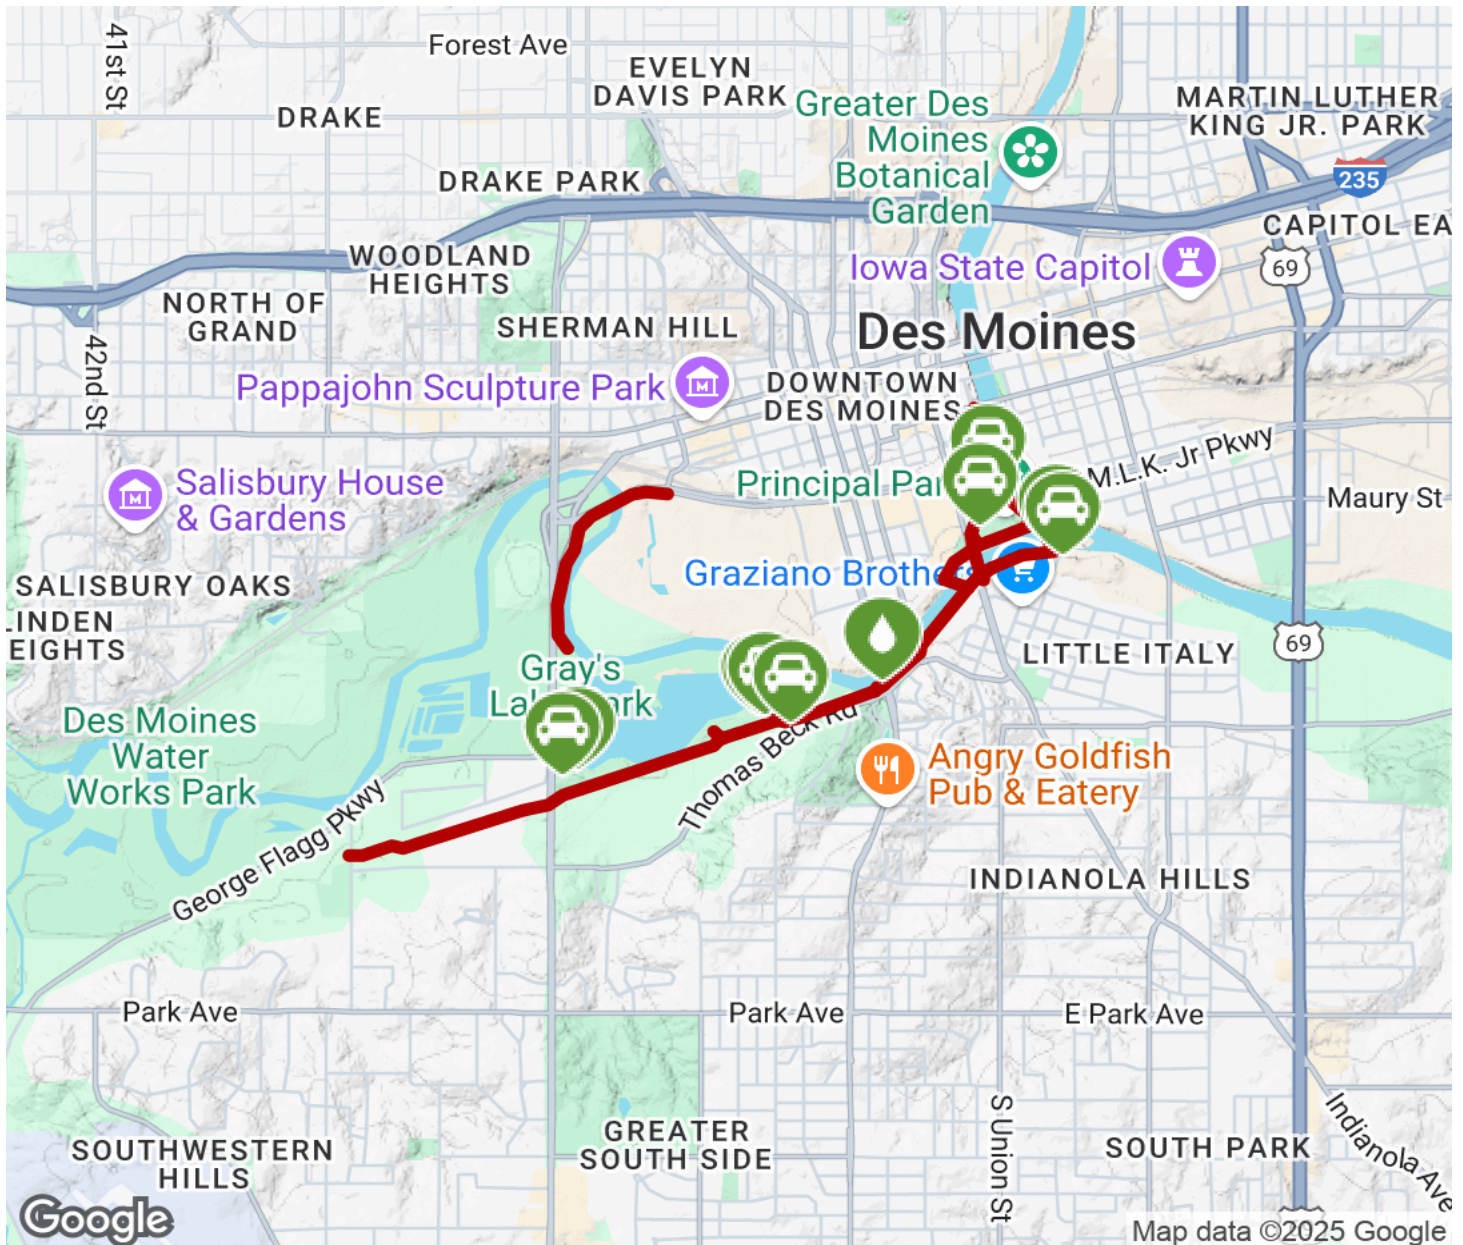 41st St
Forest Ave
EVELYN
DAVIS PARK
DRAKE
Greater Des
Moines
Botanical
Garden
MARTIN LUTHER
KING JR. PARK
235
DRAKE PARK
CAPITOL EA
WOODLAND
HEIGHTS
Iowa State Capitol
69
NORTH OF
GRAND
SHERMAN HILL
Des Moines
42nd St
Pappajohn Sculpture Park
DOWNTOWN
DES MOINES
M.L.K. Jr Pkwy
Salisbury House
& Gardens
Principal Par
Maury St
SALISBURY OAKS
Graziano Brothers
LINDEN
EIGHTS
69
LITTLE ITALY
Gray's
Lake Park
Des Moines
Water
Works Park
Thomas Beck Rd
Angry Goldfish
Pub & Eatery
George Flagg Pkwy
INDIANOLA HILLS
Park Ave
Park Ave
E Park Ave
S Union St
Indianola Ave
GREATER
SOUTH SIDE
SOUTHWESTERN
HILLS
SOUTH PARK
Google
Map data ©2025 Google